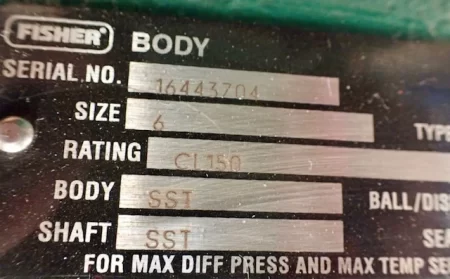 FISHER® BODY
SERIAL NO. 16443704
SIZE 6 TYPE
RATING CL150
BODY SST BALL/DIS
SHAFT SST SEA
FOR MAX DIFF PRESS AND MAX TEMP SE